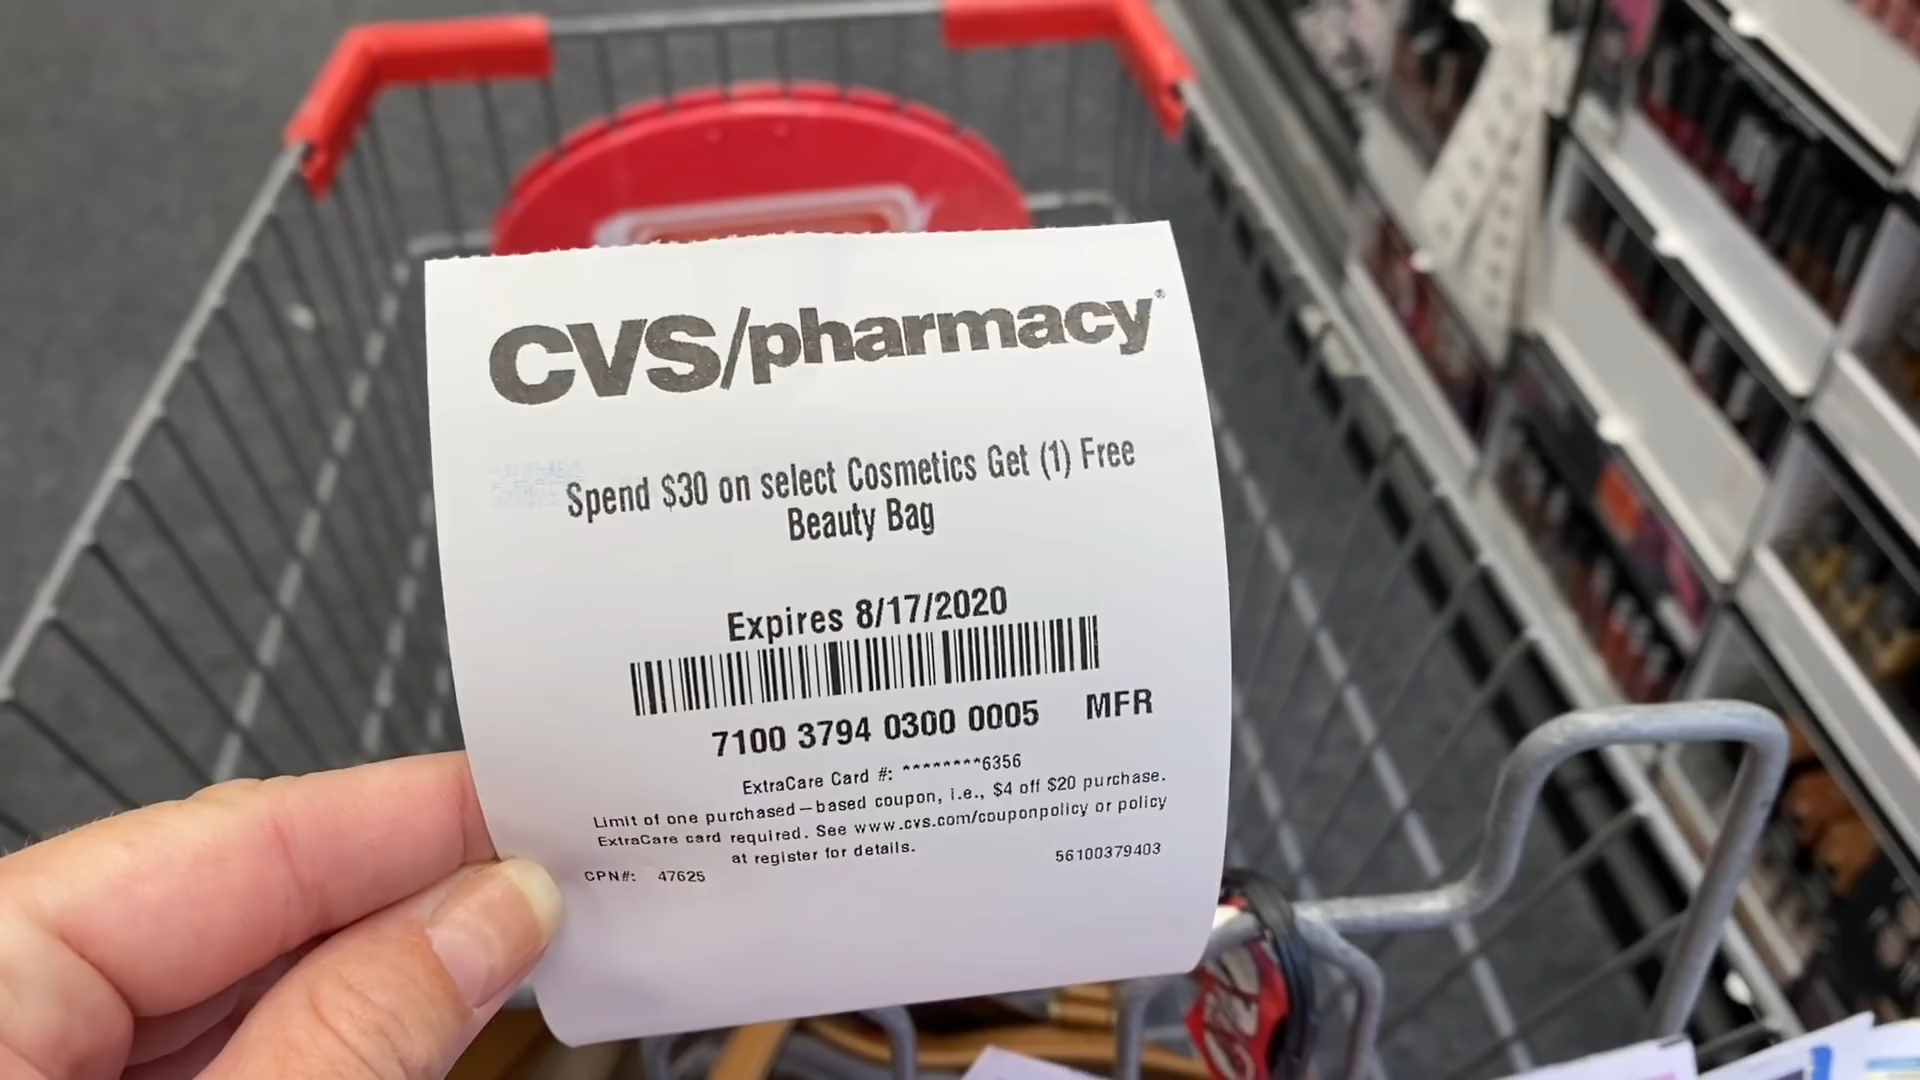 CVS/pharmacy®
Spend $30 on select Cosmetics Get (1) Free
Beauty Bag
Expires 8/17/2020
7100 3794 0300 0005 MFR
ExtraCare Card #: ********6356
Limit of one purchased-based coupon, i.e., $4 off $20 purchase.
ExtraCare card required. See www.cvs.com/couponpolicy or policy
at register for details.
56100379403
CPN#: 47625